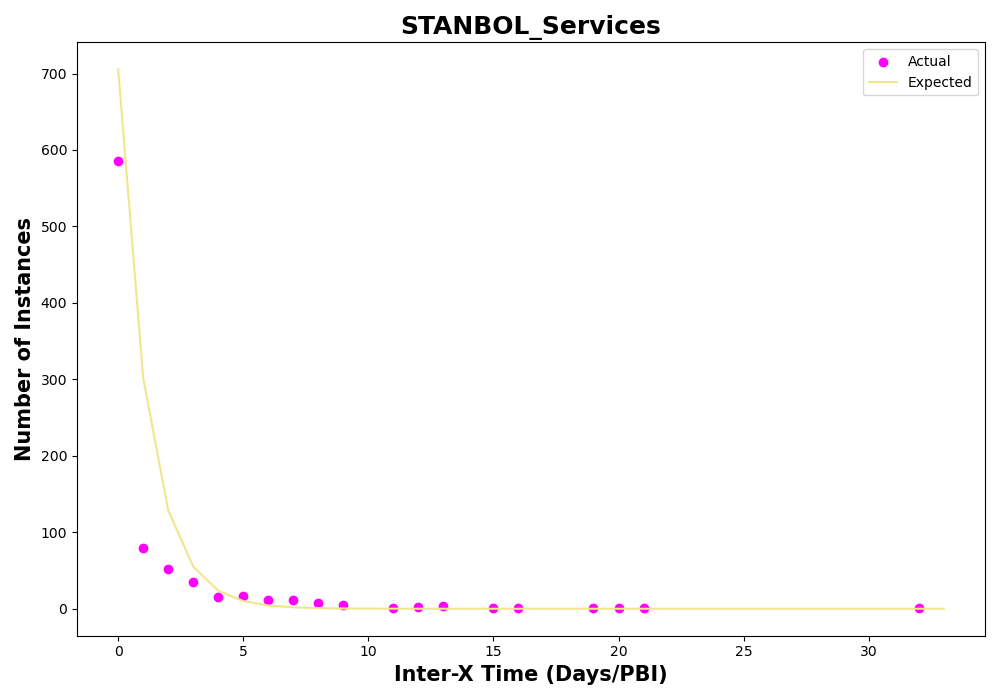 STANBOL_Services
Actual
Expected
Number of Instances
700
600
500
400
300
200
100
0
0 5 10 15 20 25 30
Inter-X Time (Days/PBI)